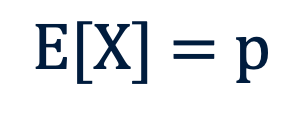 E[X] = p